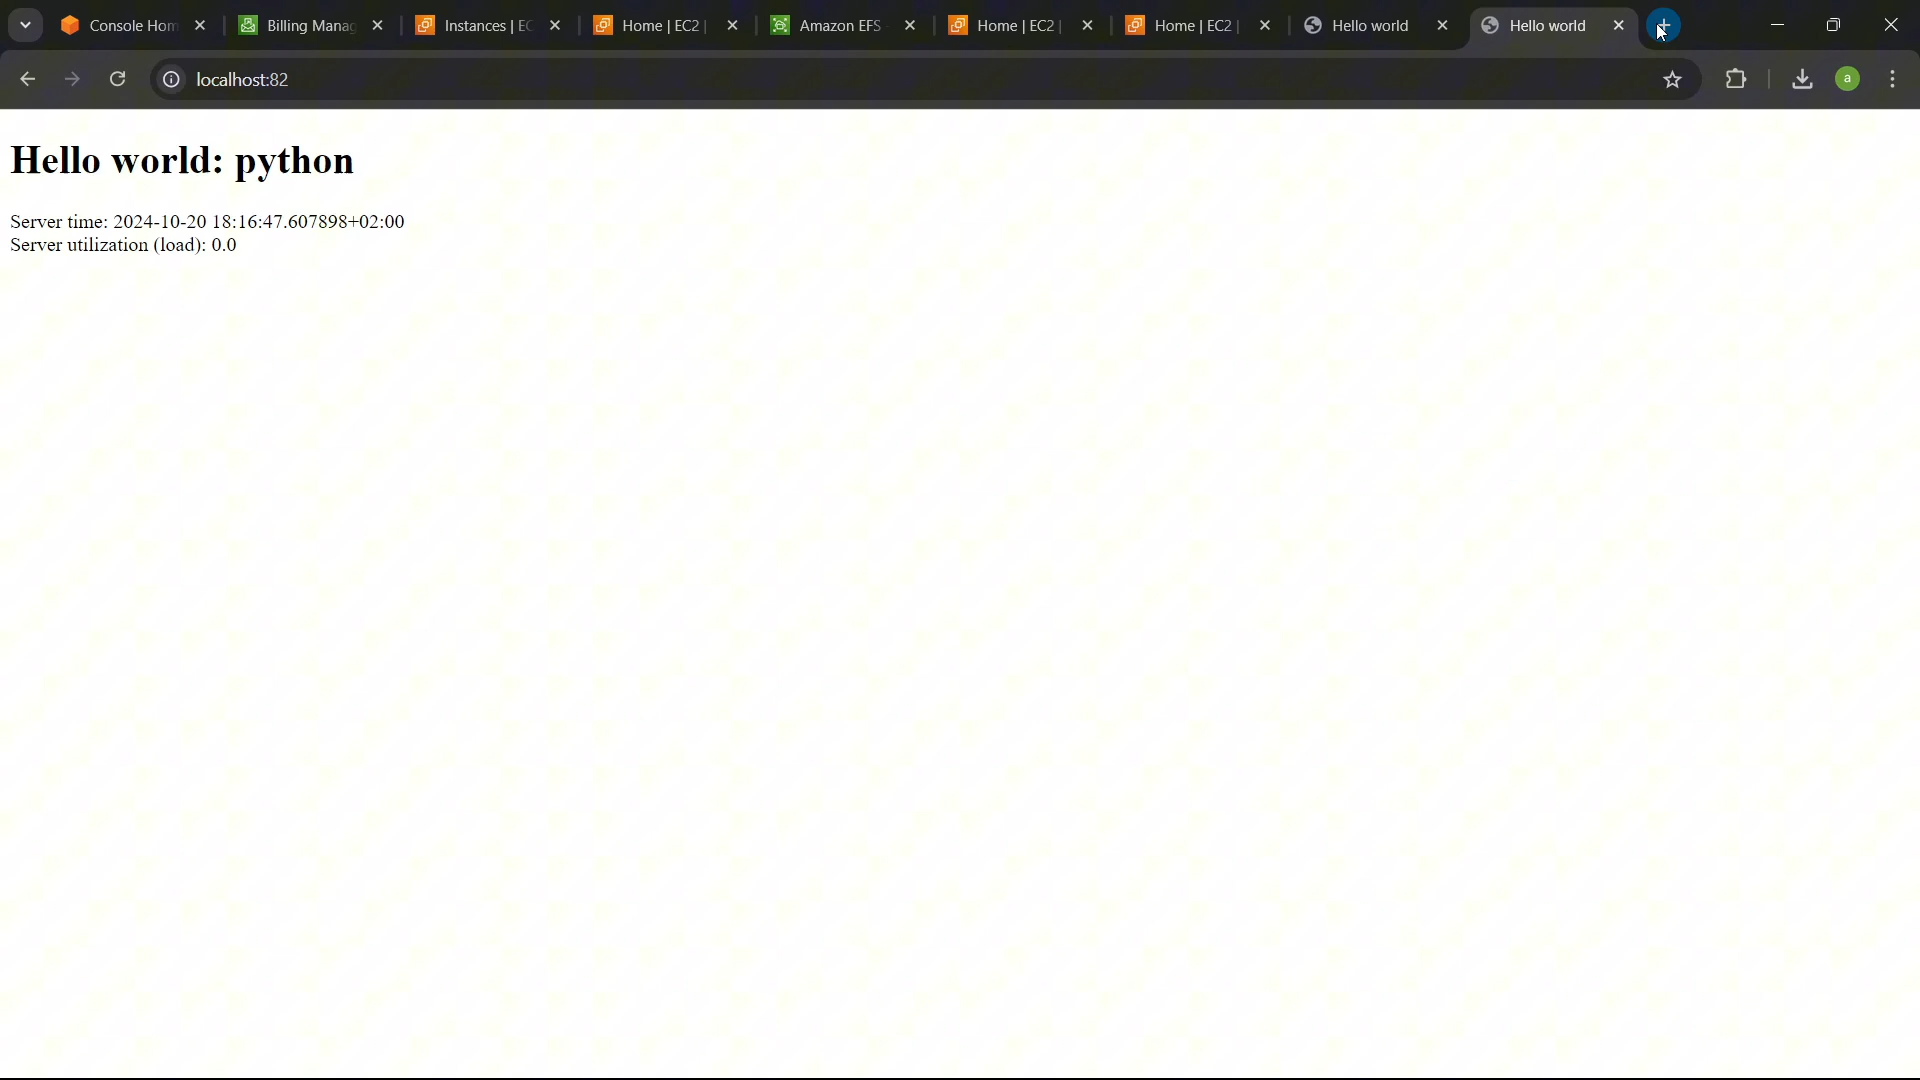 Console Hom
Billing Manag
Instances | EC
Home | EC2 |
Amazon EFS
Home | EC2 |
Home | EC2 |
Hello world
Hello world
localhost:82
a
Hello world: python
Server time: 2024-10-20 18:16:47.607898+02:00
Server utilization (load): 0.0